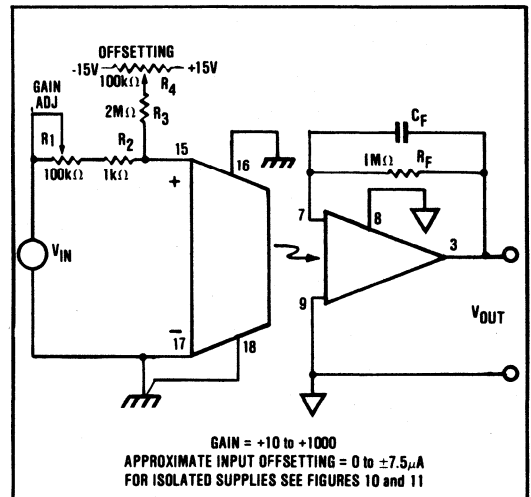 OFFSETTING
-15V
+15V
100kΩ
R4
GAIN
ADJ
2MΩ
R3
R1
R2
100kΩ
1kΩ
15
16
+
VIN
−
17
18
CF
1MΩ
RF
7
8
3
9
VOUT
GAIN = +10 to +1000
APPROXIMATE INPUT OFFSETTING = 0 to ±7.5μA
FOR ISOLATED SUPPLIES SEE FIGURES 10 and 11